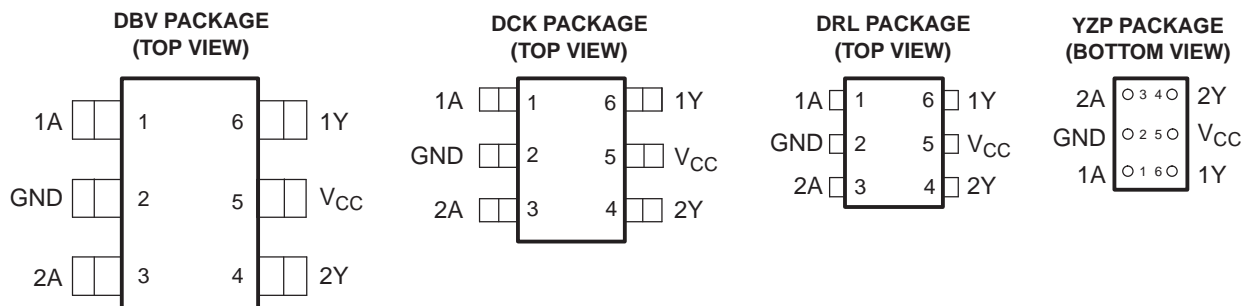 DBV PACKAGE
(TOP VIEW)
1A 1 6 1Y
GND 2 5 VCC
2A 3 4 2Y
DCK PACKAGE
(TOP VIEW)
1A 1 6 1Y
GND 2 5 VCC
2A 3 4 2Y
DRL PACKAGE
(TOP VIEW)
1A 1 6 1Y
GND 2 5 VCC
2A 3 4 2Y
YZP PACKAGE
(BOTTOM VIEW)
2A 3 4 2Y
GND 2 5 VCC
1A 1 6 1Y